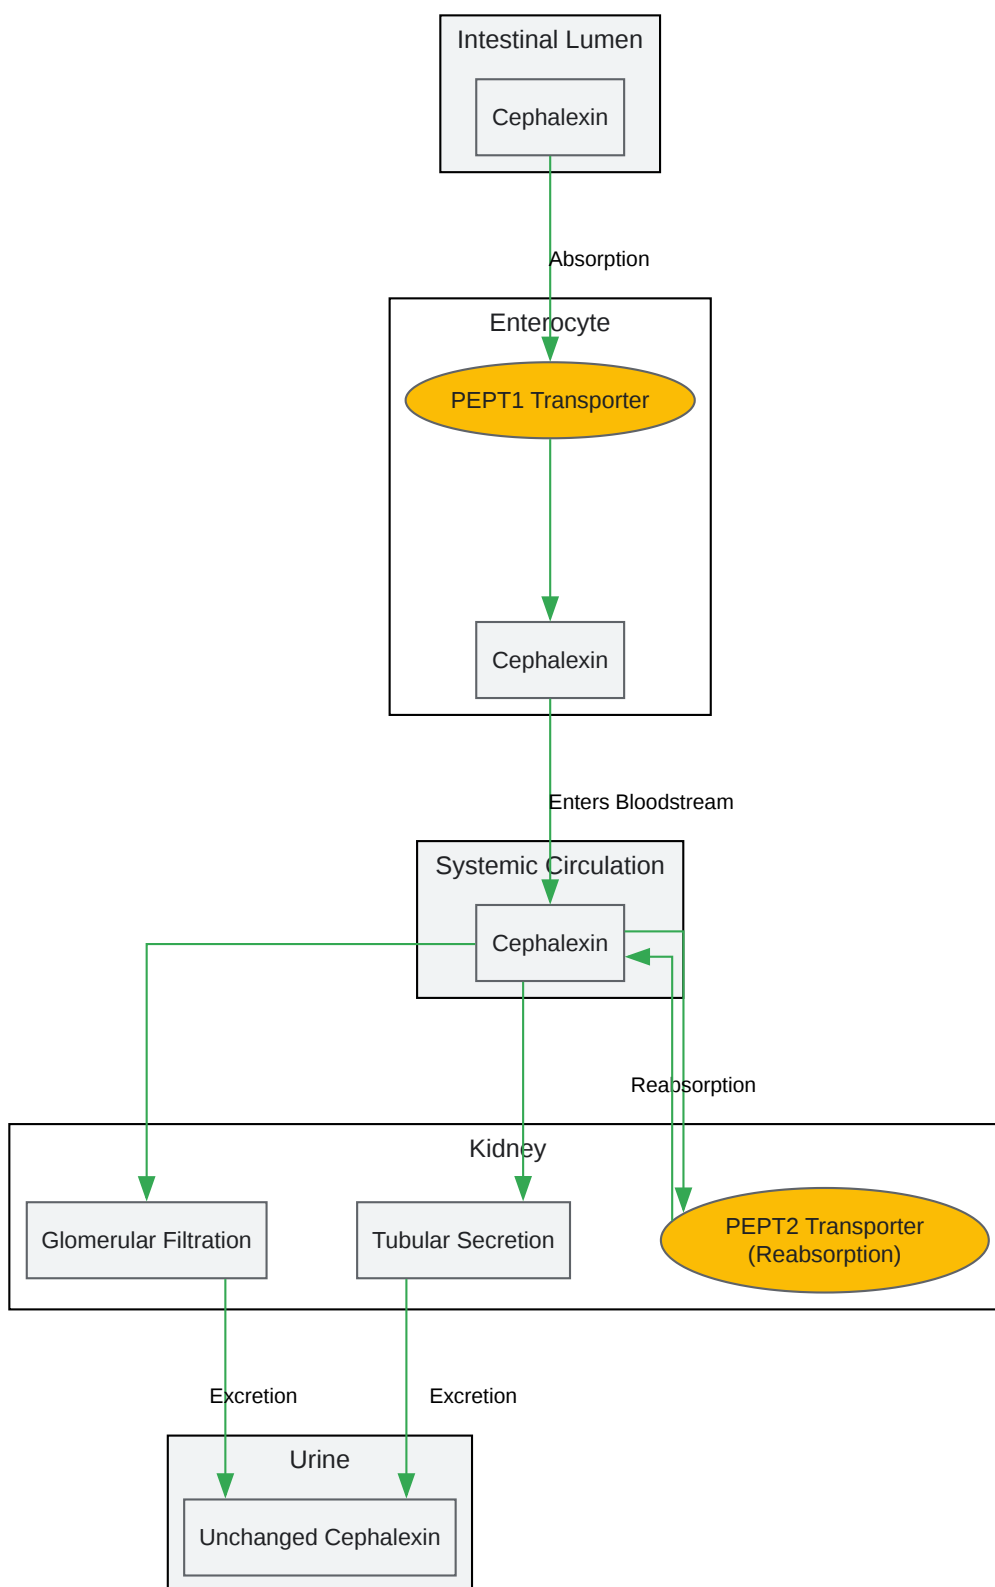 Intestinal Lumen
Cephalexin
Absorption
Enterocyte
PEPT1 Transporter
Cephalexin
Enters Bloodstream
Systemic Circulation
Cephalexin
Reabsorption
Kidney
Glomerular Filtration
Tubular Secretion
PEPT2 Transporter
(Reabsorption)
Excretion
Excretion
Urine
Unchanged Cephalexin